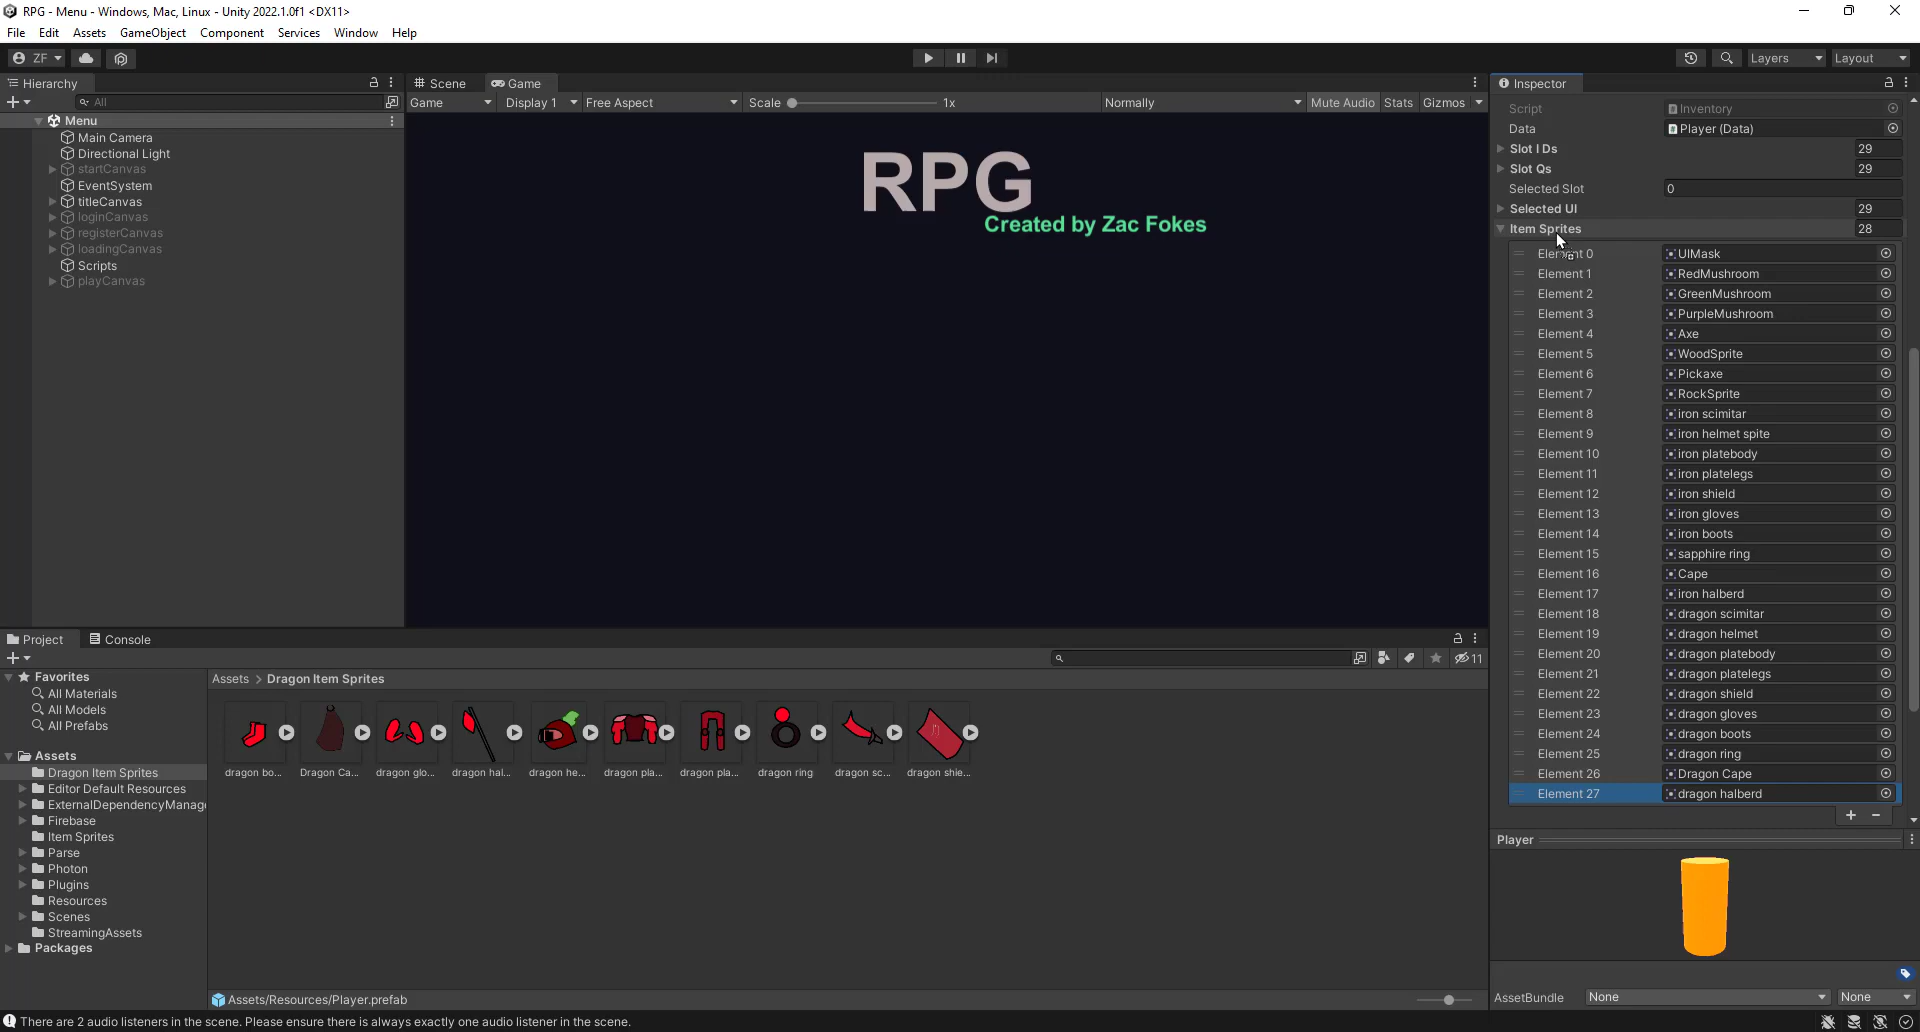 RPG - Menu - Windows, Mac, Linux - Unity 2022.1.0f1 <DX11>
File Edit Assets GameObject Component Services Window Help
ZF Layers Layout
Hierarchy
All
Menu
Main Camera
Directional Light
startCanvas
EventSystem
titleCanvas
loginCanvas
registerCanvas
loadingCanvas
Scripts
playCanvas
Scene Game
Game Display 1 Free Aspect Scale 1x Normally Mute Audio Stats Gizmos
RPG
Created by Zac Fokes
Inspector
Script Inventory
Data Player (Data)
Slot I Ds 29
Slot Qs 29
Selected Slot 0
Selected UI 29
Item Sprites 28
Element 0 UIMask
Element 1 RedMushroom
Element 2 GreenMushroom
Element 3 PurpleMushroom
Element 4 Axe
Element 5 WoodSprite
Element 6 Pickaxe
Element 7 RockSprite
Element 8 iron scimitar
Element 9 iron helmet spite
Element 10 iron platebody
Element 11 iron platelegs
Element 12 iron shield
Element 13 iron gloves
Element 14 iron boots
Element 15 sapphire ring
Element 16 Cape
Element 17 iron halberd
Element 18 dragon scimitar
Element 19 dragon helmet
Element 20 dragon platebody
Element 21 dragon platelegs
Element 22 dragon shield
Element 23 dragon gloves
Element 24 dragon boots
Element 25 dragon ring
Element 26 Dragon Cape
Element 27 dragon halberd
+ −
Player
AssetBundle None None
Project Console
11
Favorites
All Materials
All Models
All Prefabs
Assets
Dragon Item Sprites
Editor Default Resources
ExternalDependencyManag
Firebase
Item Sprites
Parse
Photon
Plugins
Resources
Scenes
StreamingAssets
Packages
Assets > Dragon Item Sprites
dragon bo... Dragon Ca... dragon glo... dragon hal... dragon he... dragon pla... dragon pla... dragon ring dragon sc... dragon shie...
Assets/Resources/Player.prefab
There are 2 audio listeners in the scene. Please ensure there is always exactly one audio listener in the scene.